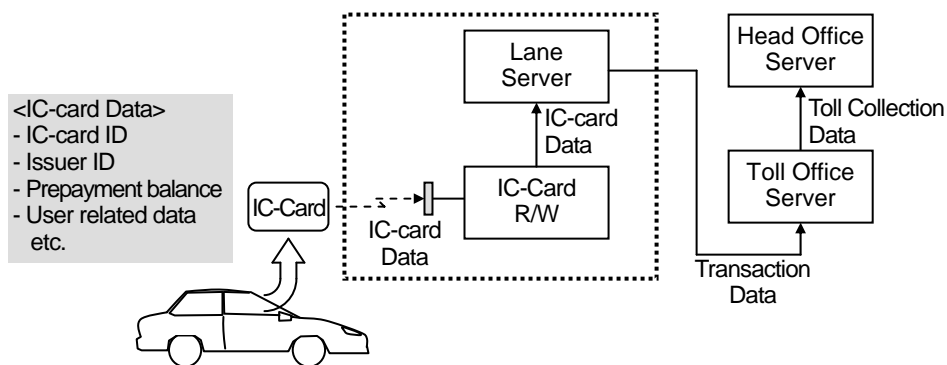 <IC-card Data>
- IC-card ID
- Issuer ID
- Prepayment balance
- User related data
etc.
IC-Card
IC-card
Data
IC-Card
R/W
IC-card
Data
Lane
Server
Transaction
Data
Toll Office
Server
Toll Collection
Data
Head Office
Server